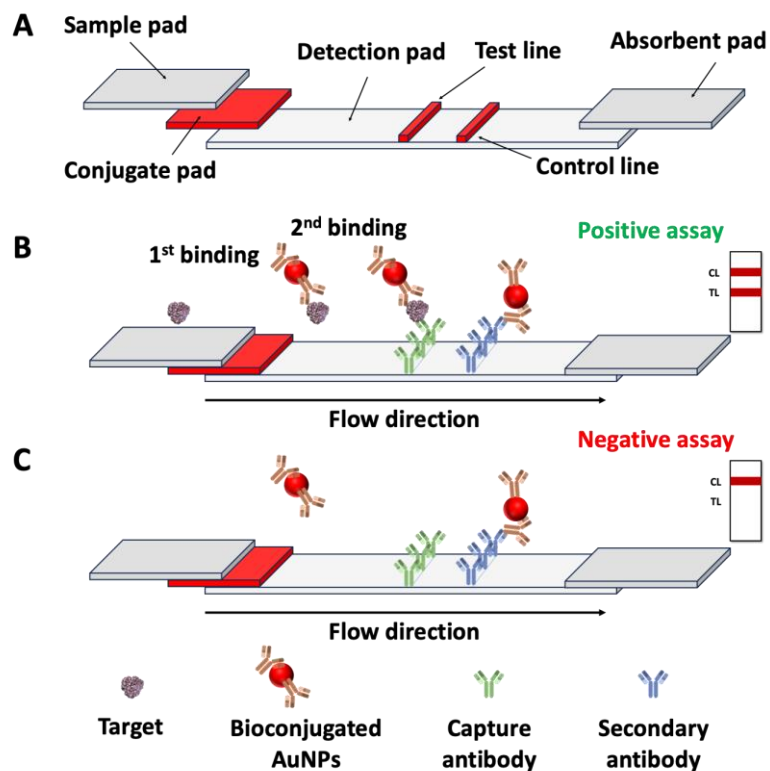 A
Sample pad
Detection pad
Test line
Absorbent pad
Conjugate pad
Control line
B
1st binding
2nd binding
Positive assay
CL
TL
Flow direction
C
Negative assay
CL
TL
Flow direction
Target
Bioconjugated
AuNPs
Capture
antibody
Secondary
antibody